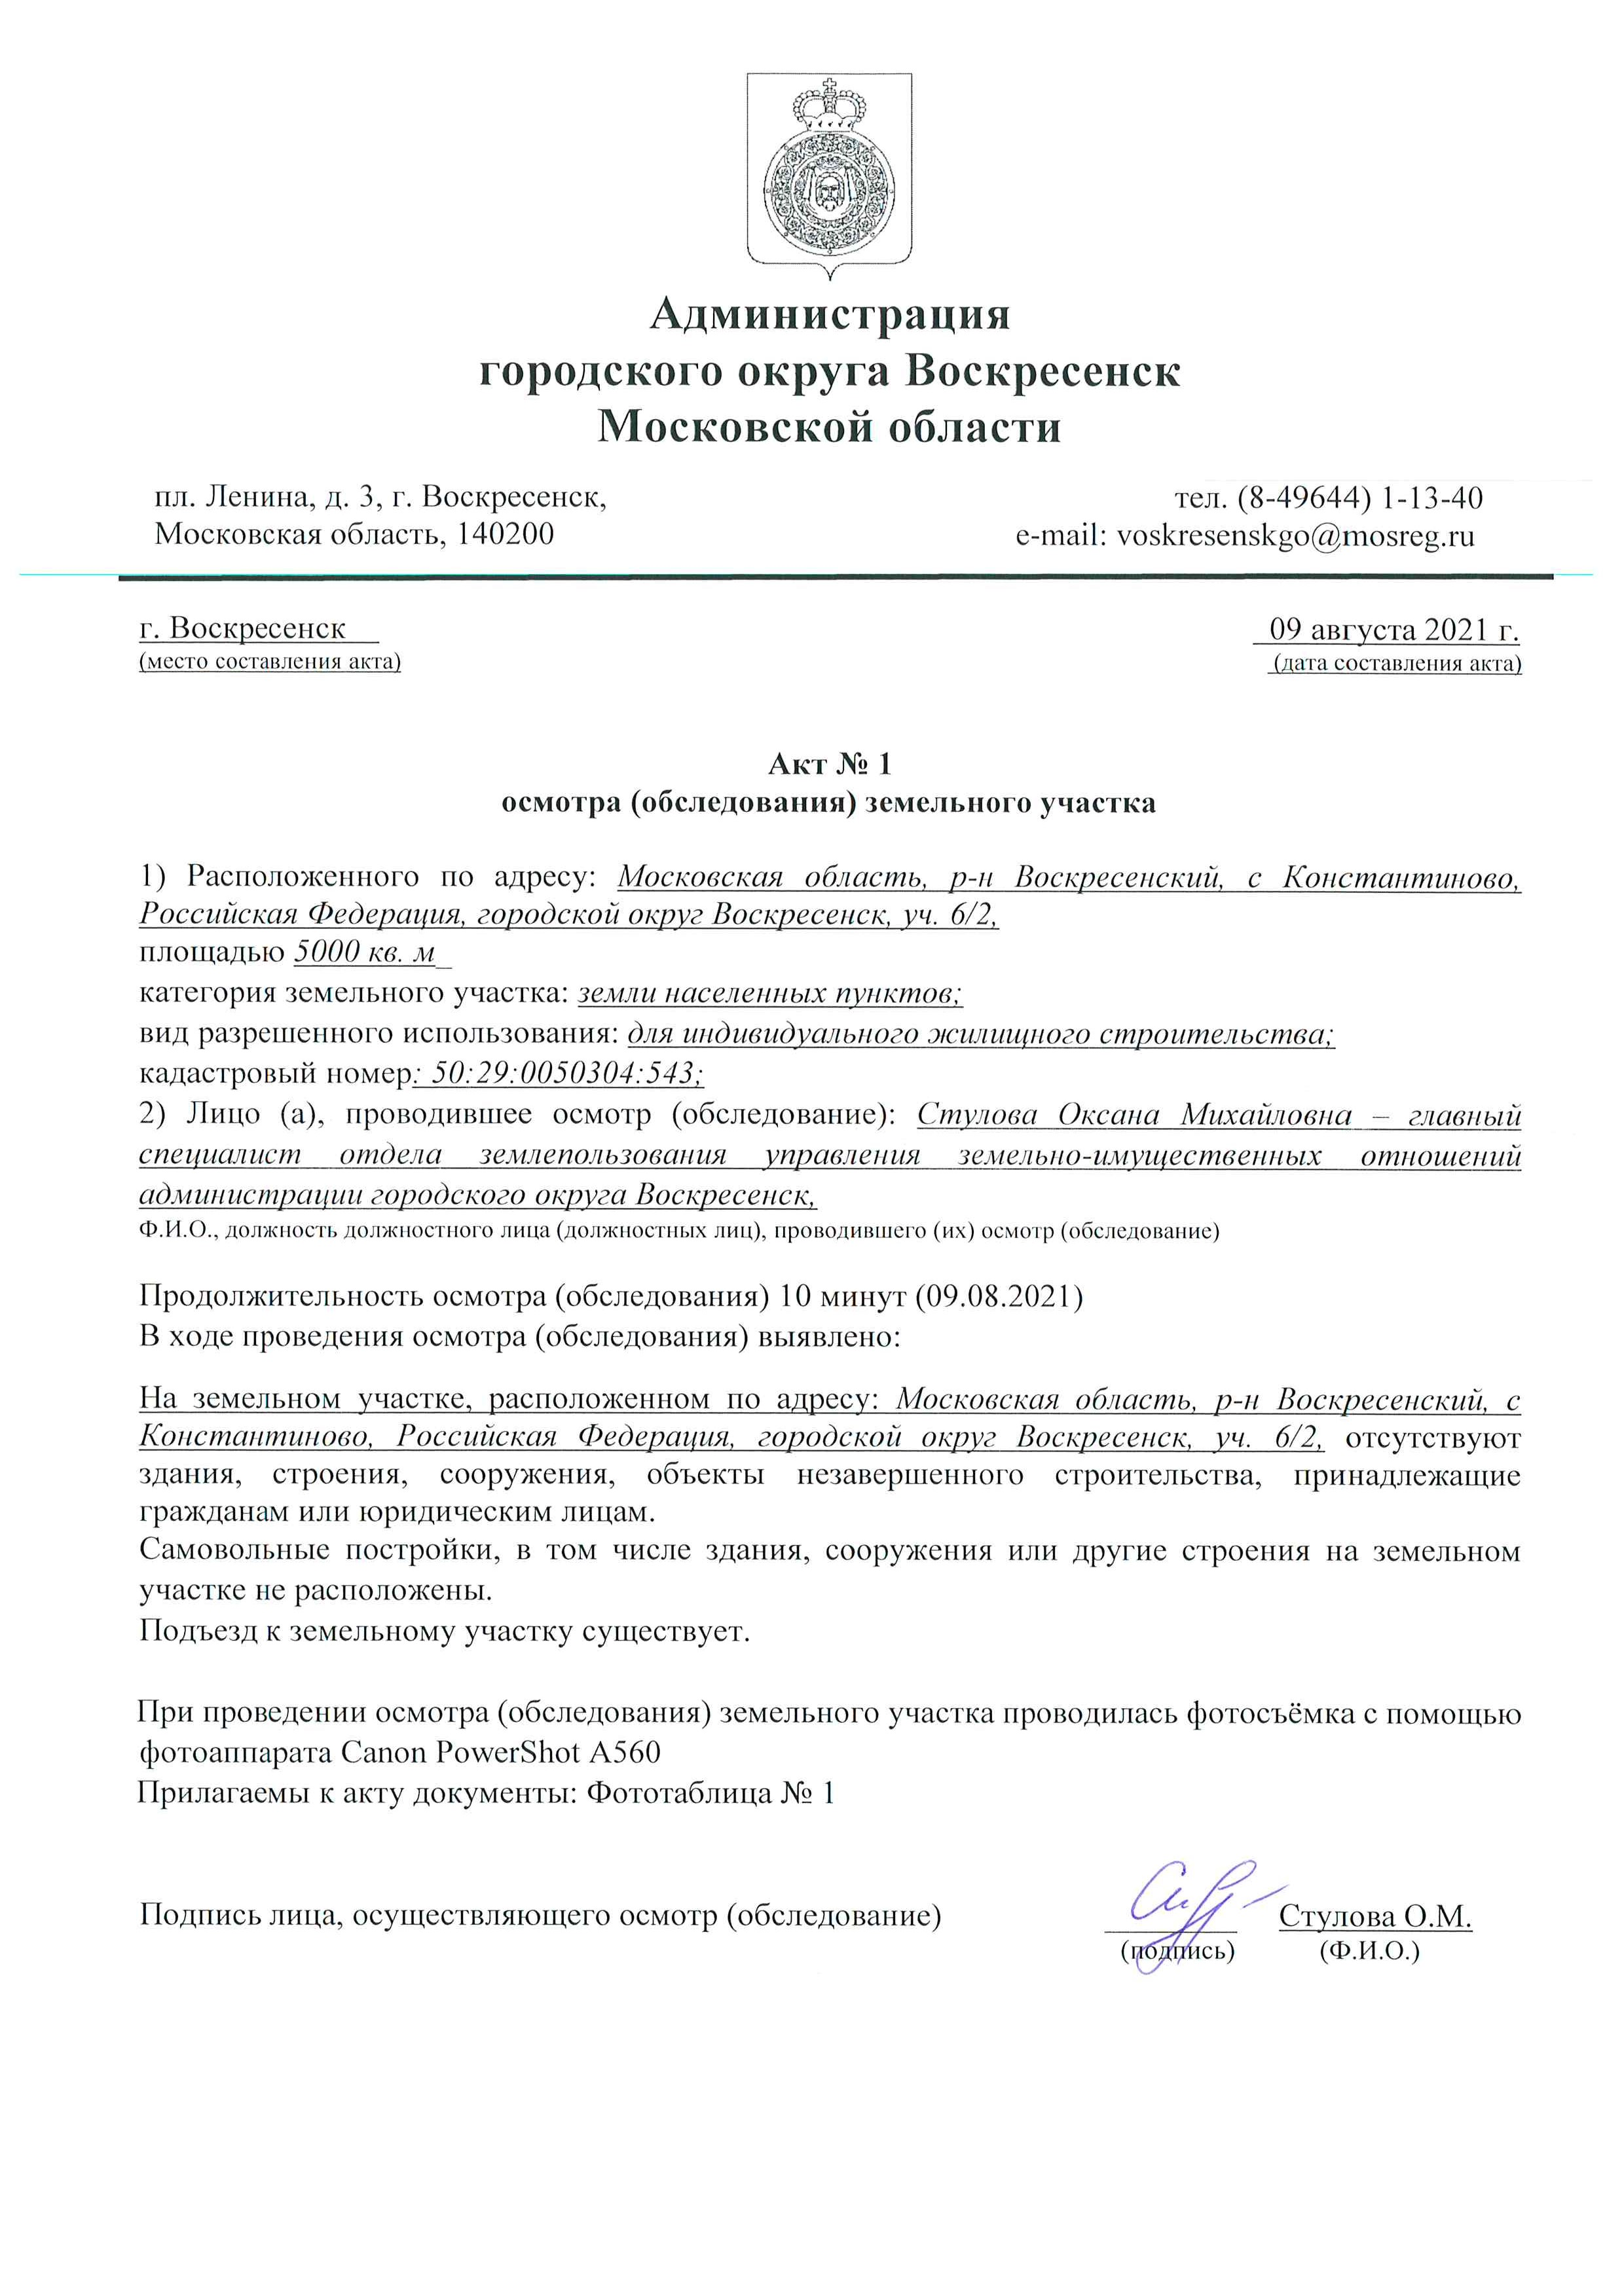 Администрация
городского округа Воскресенск
Московской области
пл. Ленина, д. 3, г. Воскресенск,
тел. (8-49644) 1-13-40
Московская область, 140200
e-mail: voskresenskgo@mosreg.ru
г. Воскресенск
09 августа 2021 г.
(место составления акта)
(дата составления акта)
Акт № 1
осмотра (обследования) земельного участка
1) Расположенного по адресу: Московская область, р-н Воскресенский, с Константиново,
Российская Федерация, городской округ Воскресенск, уч. 6/2,
площадью 5000 кв. м_
категория земельного участка: земли населенных пунктов;
вид разрешенного использования: для индивидуального жилищного строительства;
кадастровый номер: 50:29:0050304:543;
2) Лицо (а), проводившее осмотр (обследование): Стулова Оксана Михайловна – главный
специалист отдела землепользования управления земельно-имущественных отношений
администрации городского округа Воскресенск,
Ф.И.О., должность должностного лица (должностных лиц), проводившего (их) осмотр (обследование)
Продолжительность осмотра (обследования) 10 минут (09.08.2021)
В ходе проведения осмотра (обследования) выявлено:
На земельном участке, расположенном по адресу: Московская область, р-н Воскресенский, с
Константиново, Российская Федерация, городской округ Воскресенск, уч. 6/2, отсутствуют
здания, строения, сооружения, объекты незавершенного строительства, принадлежащие
гражданам или юридическим лицам.
Самовольные постройки, в том числе здания, сооружения или другие строения на земельном
участке не расположены.
Подъезд к земельному участку существует.
При проведении осмотра (обследования) земельного участка проводилась фотосъёмка с помощью
фотоаппарата Canon PowerShot A560
Прилагаемы к акту документы: Фототаблица № 1
Подпись лица, осуществляющего осмотр (обследование)
Стулова О.М.
(подпись)
(Ф.И.О.)